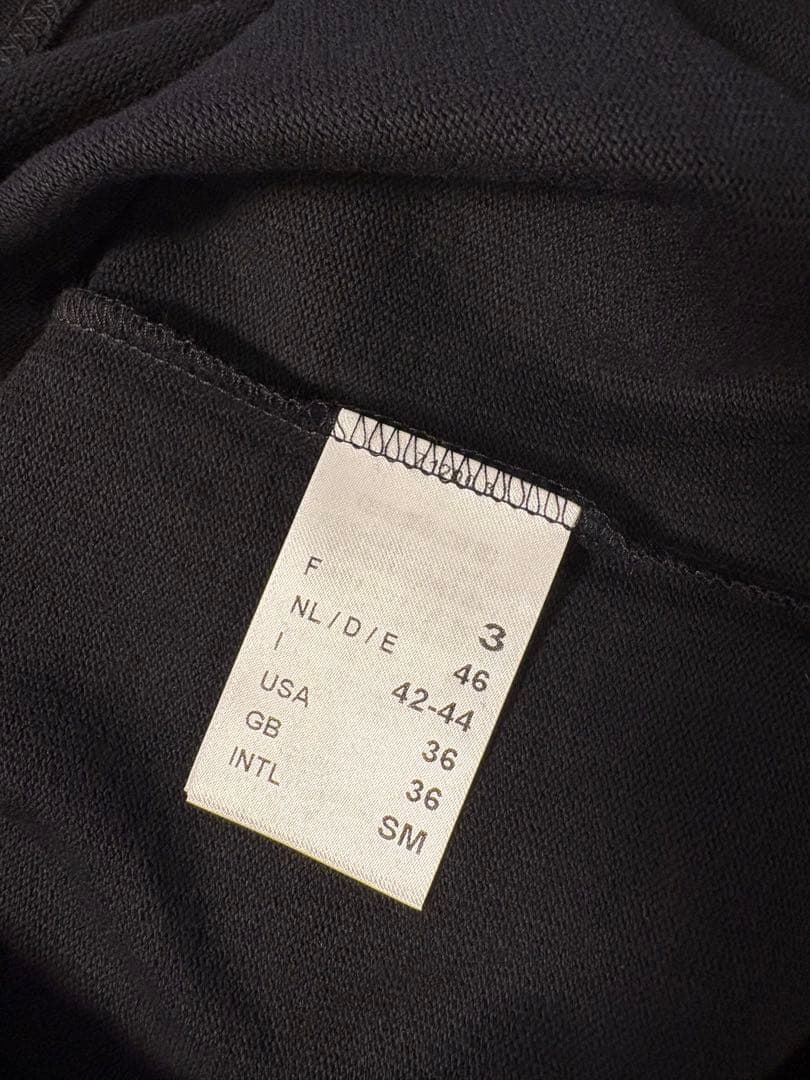 F 3
NL / D / E 46
I 42-44
USA 36
GB 36
INTL SM